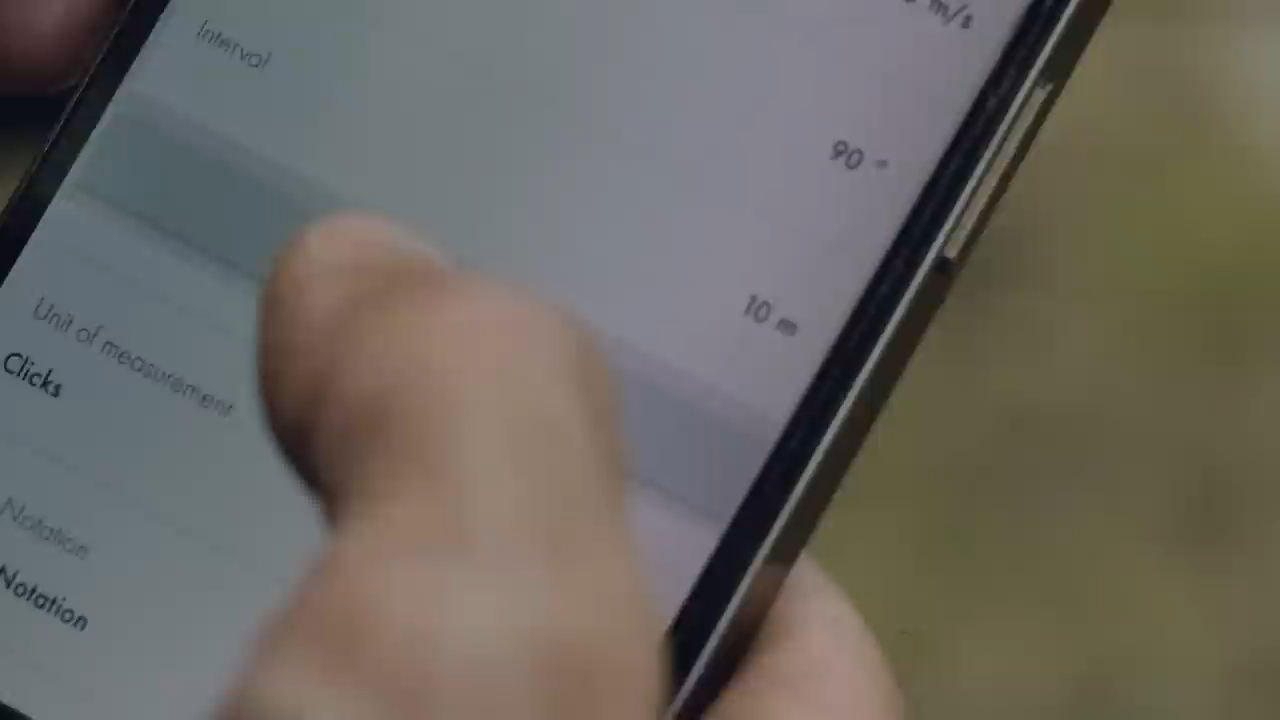 m/s
Interval
90 °
10 m
Unit of measurement
Clicks
Notation
Notation